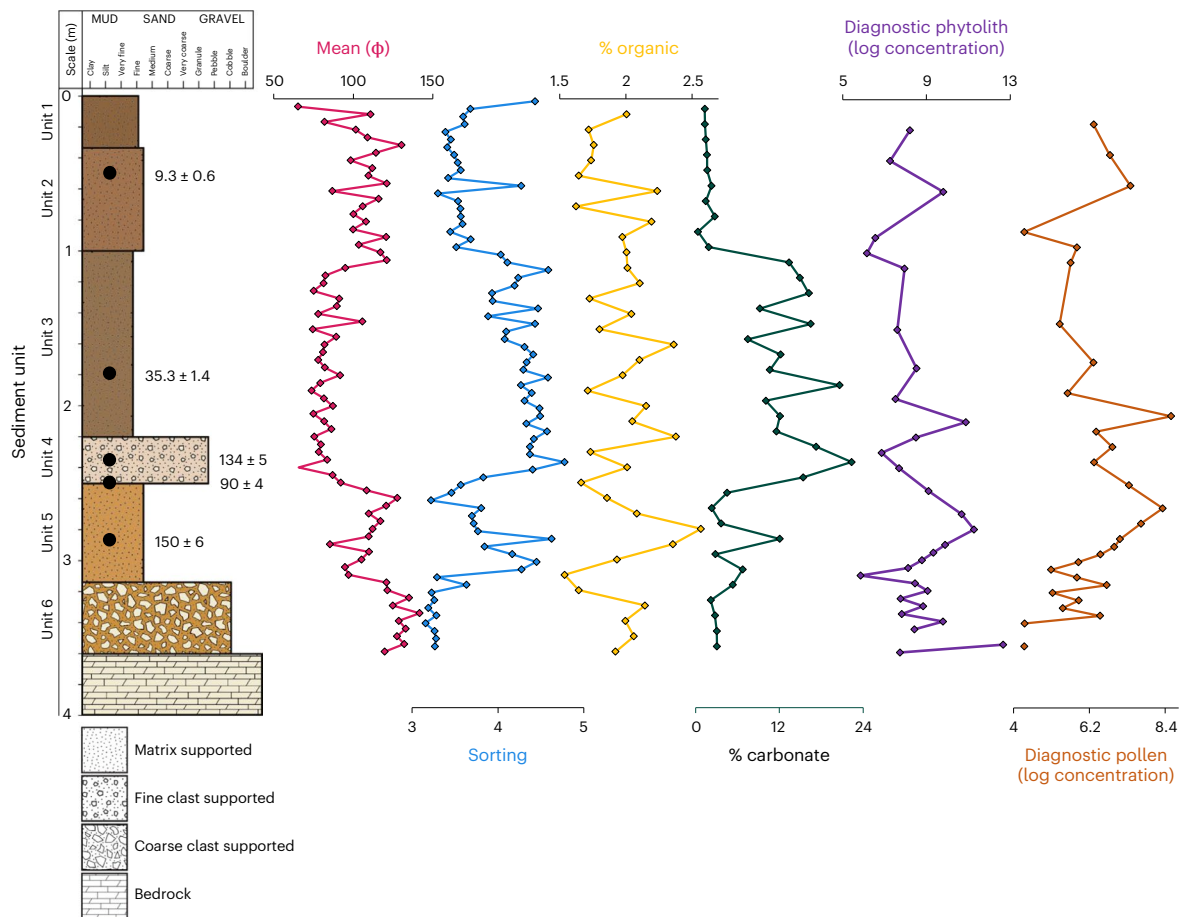 MUD SAND GRAVEL
Scale (m)
Clay
Silt
Very fine
Fine
Medium
Coarse
Very coarse
Granule
Pebble
Cobble
Boulder
Mean (ϕ)
50 100 150
% organic
1.5 2 2.5
Diagnostic phytolith
(log concentration)
5 9 13
Sediment unit
0
1
2
3
4
Unit 1
Unit 2
Unit 3
Unit 4
Unit 5
Unit 6
9.3 ± 0.6
35.3 ± 1.4
134 ± 5
90 ± 4
150 ± 6
3 4 5
Sorting
0 12 24
% carbonate
4 6.2 8.4
Diagnostic pollen
(log concentration)
Matrix supported
Fine clast supported
Coarse clast supported
Bedrock